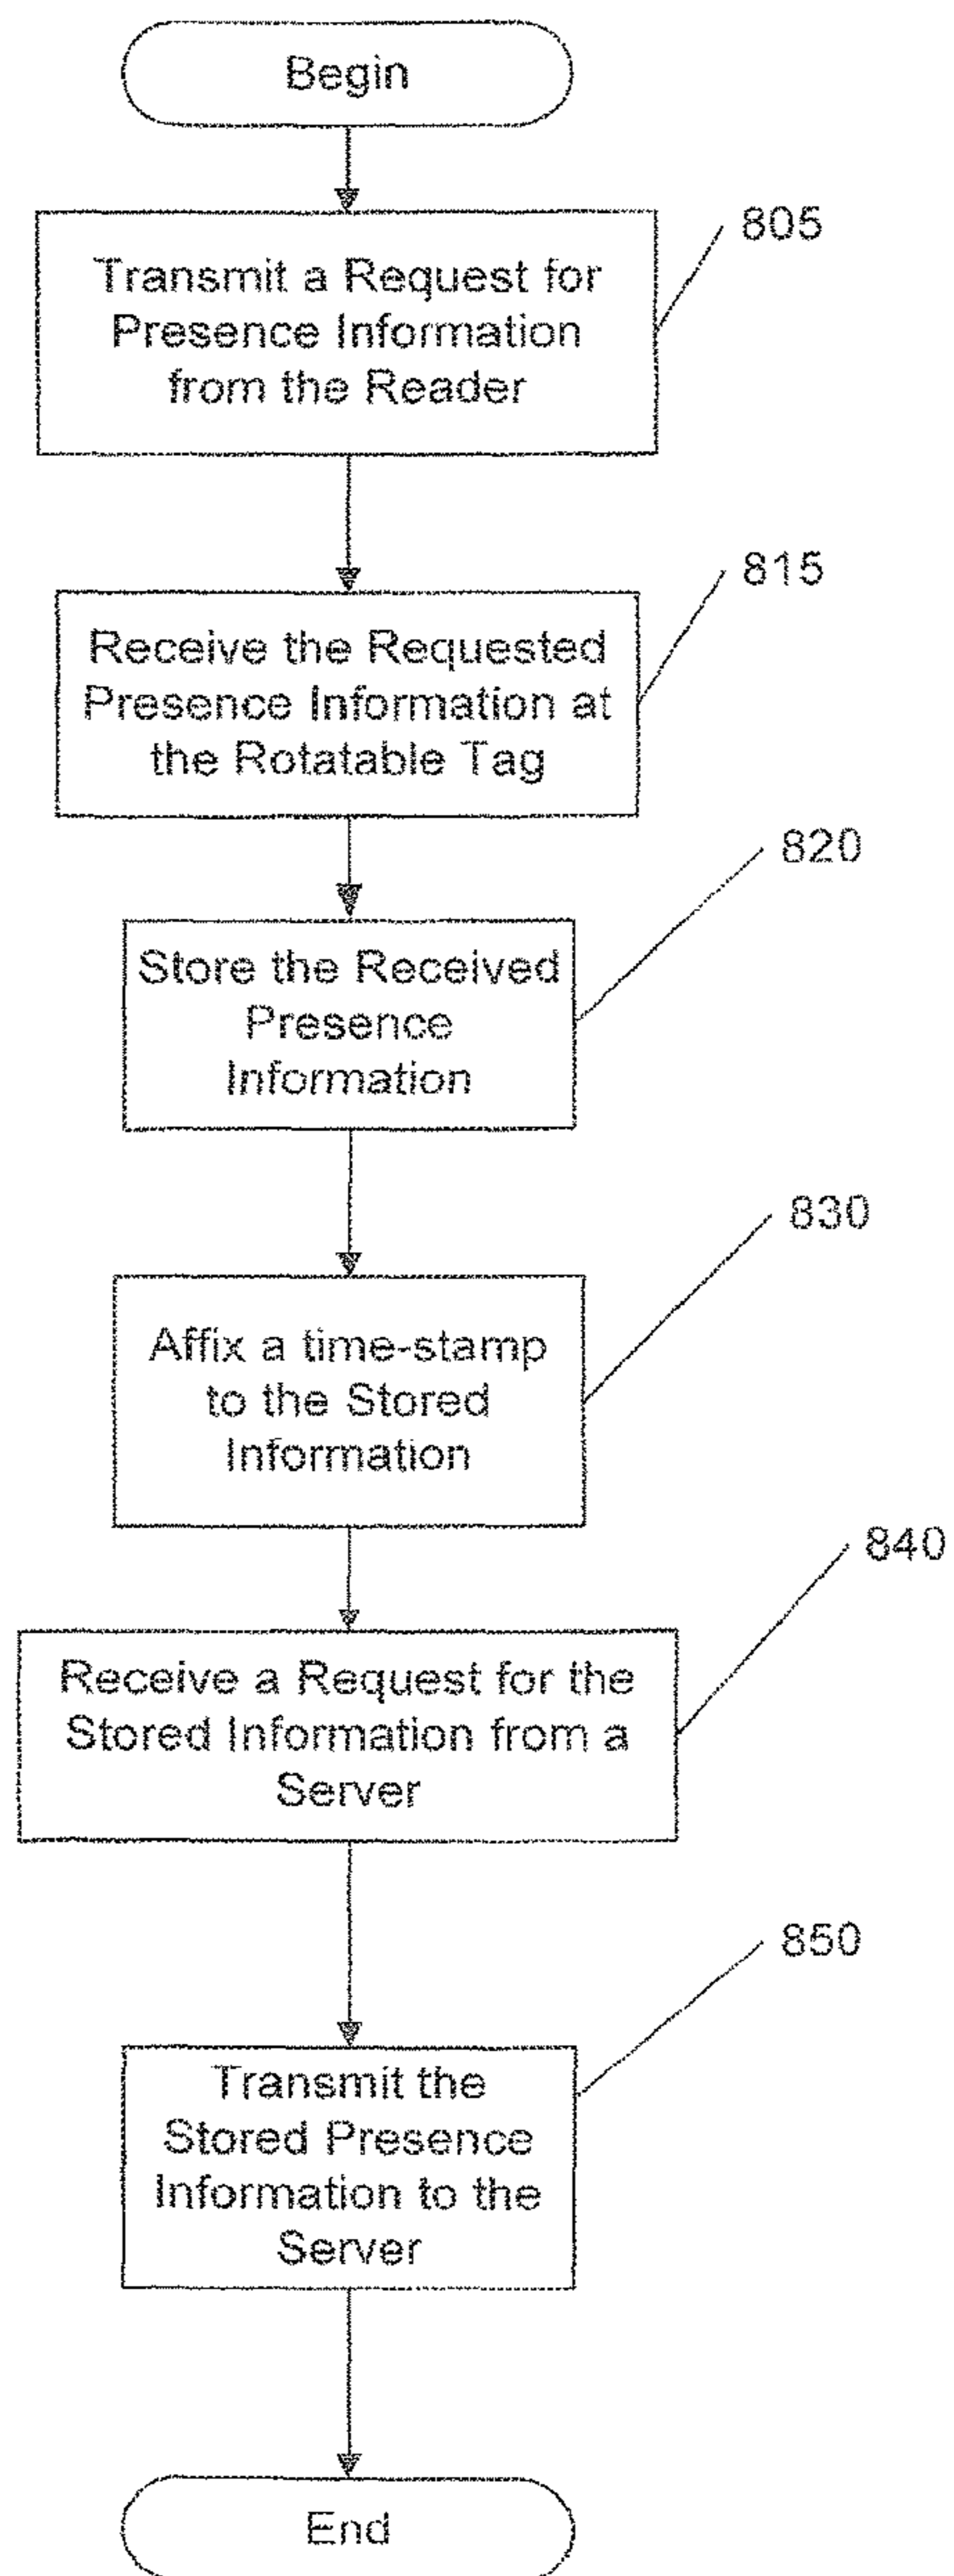 Begin
805
Transmit a Request for
Presence Information
from the Reader
815
Receive the Requested
Presence Information at
the Rotatable Tag
820
Store the Received
Presence
Information
830
Affix a time-stamp
to the Stored
Information
840
Receive a Request for the
Stored Information from a
Server
850
Transmit the
Stored Presence
Information to the
Server
End